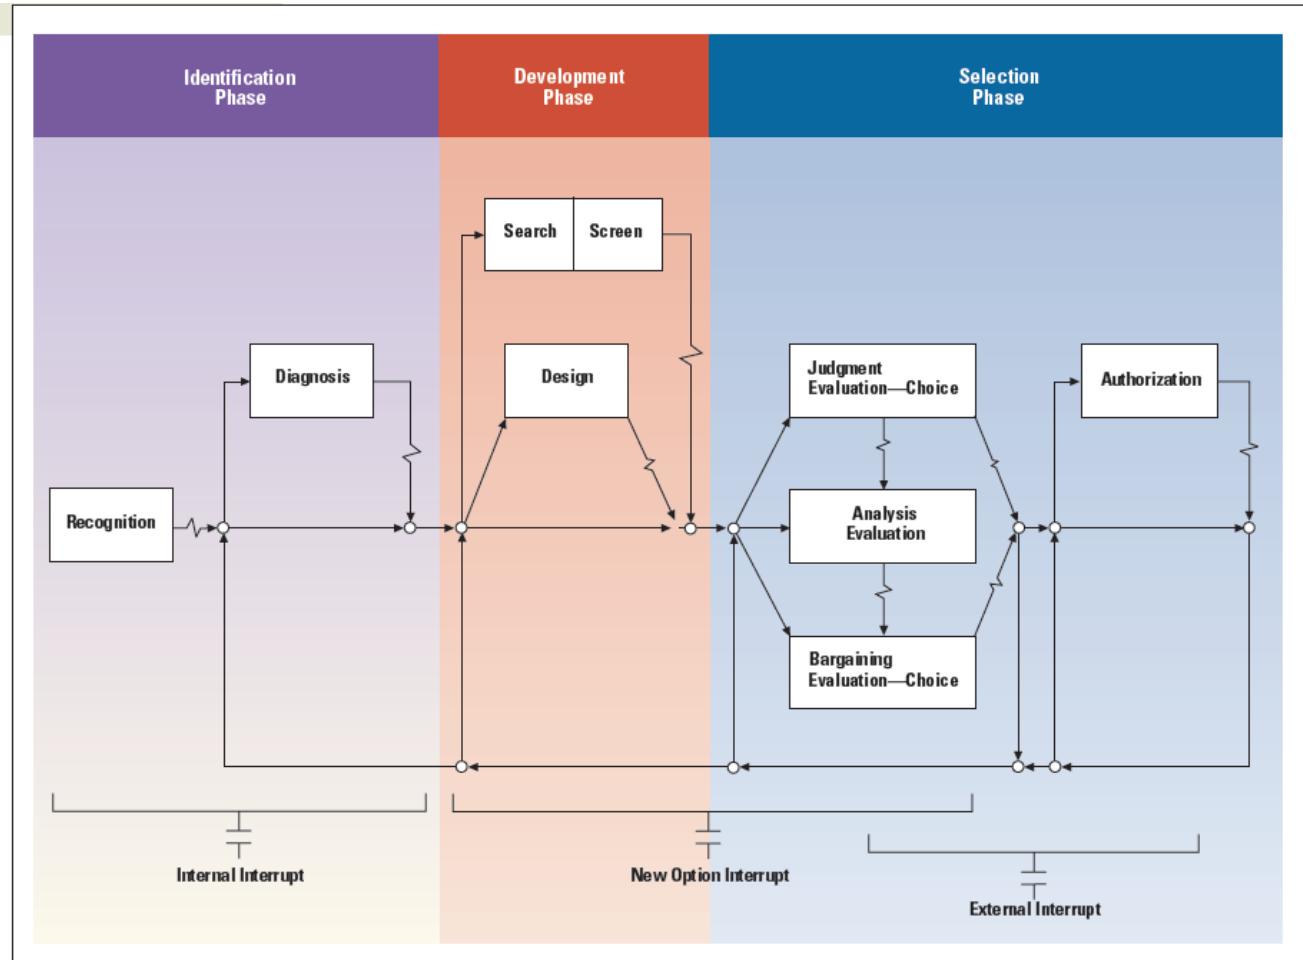 Identification
Phase
Development
Phase
Selection
Phase
Search
Screen
Diagnosis
Design
Judgment
Evaluation—Choice
Authorization
Recognition
Analysis
Evaluation
Bargaining
Evaluation—Choice
Internal Interrupt
New Option Interrupt
External Interrupt